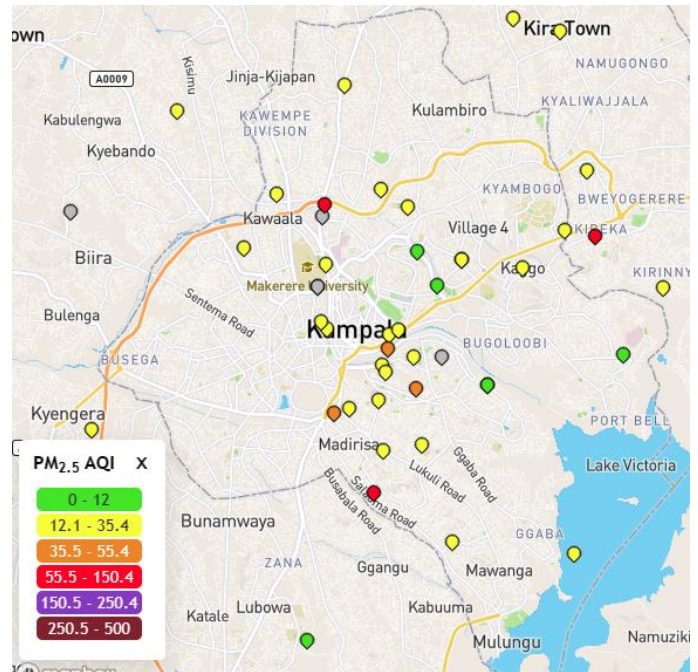 own
Kira Town
A0009
Kisimu
Jinja-Kijapan
NAMUGONGO
Kabulengwa
KAWEMPE
DIVISION
Kulambiro
KYALIWAJJALA
Kyebando
KYAMBOGO
BWEYOGERERE
Kawaala
Village 4
KIREKA
Biira
Makerere University
KIRINNY
Bulenga
Sentema Road
Kampala
BUGOLOOBI
BUSEGA
Kyengera
PORT BELL
Madirisa
Lukuli Road
Ggaba Road
Lake Victoria
Salaama Road
Busabala Road
PM2.5 AQI X
0 - 12
12.1 - 35.4
35.5 - 55.4
55.5 - 150.4
150.5 - 250.4
250.5 - 500
Bunamwaya
GGABA
ZANA
Ggangu
Mawanga
Katale
Lubowa
Kabuuma
Mulungu
Namuziki